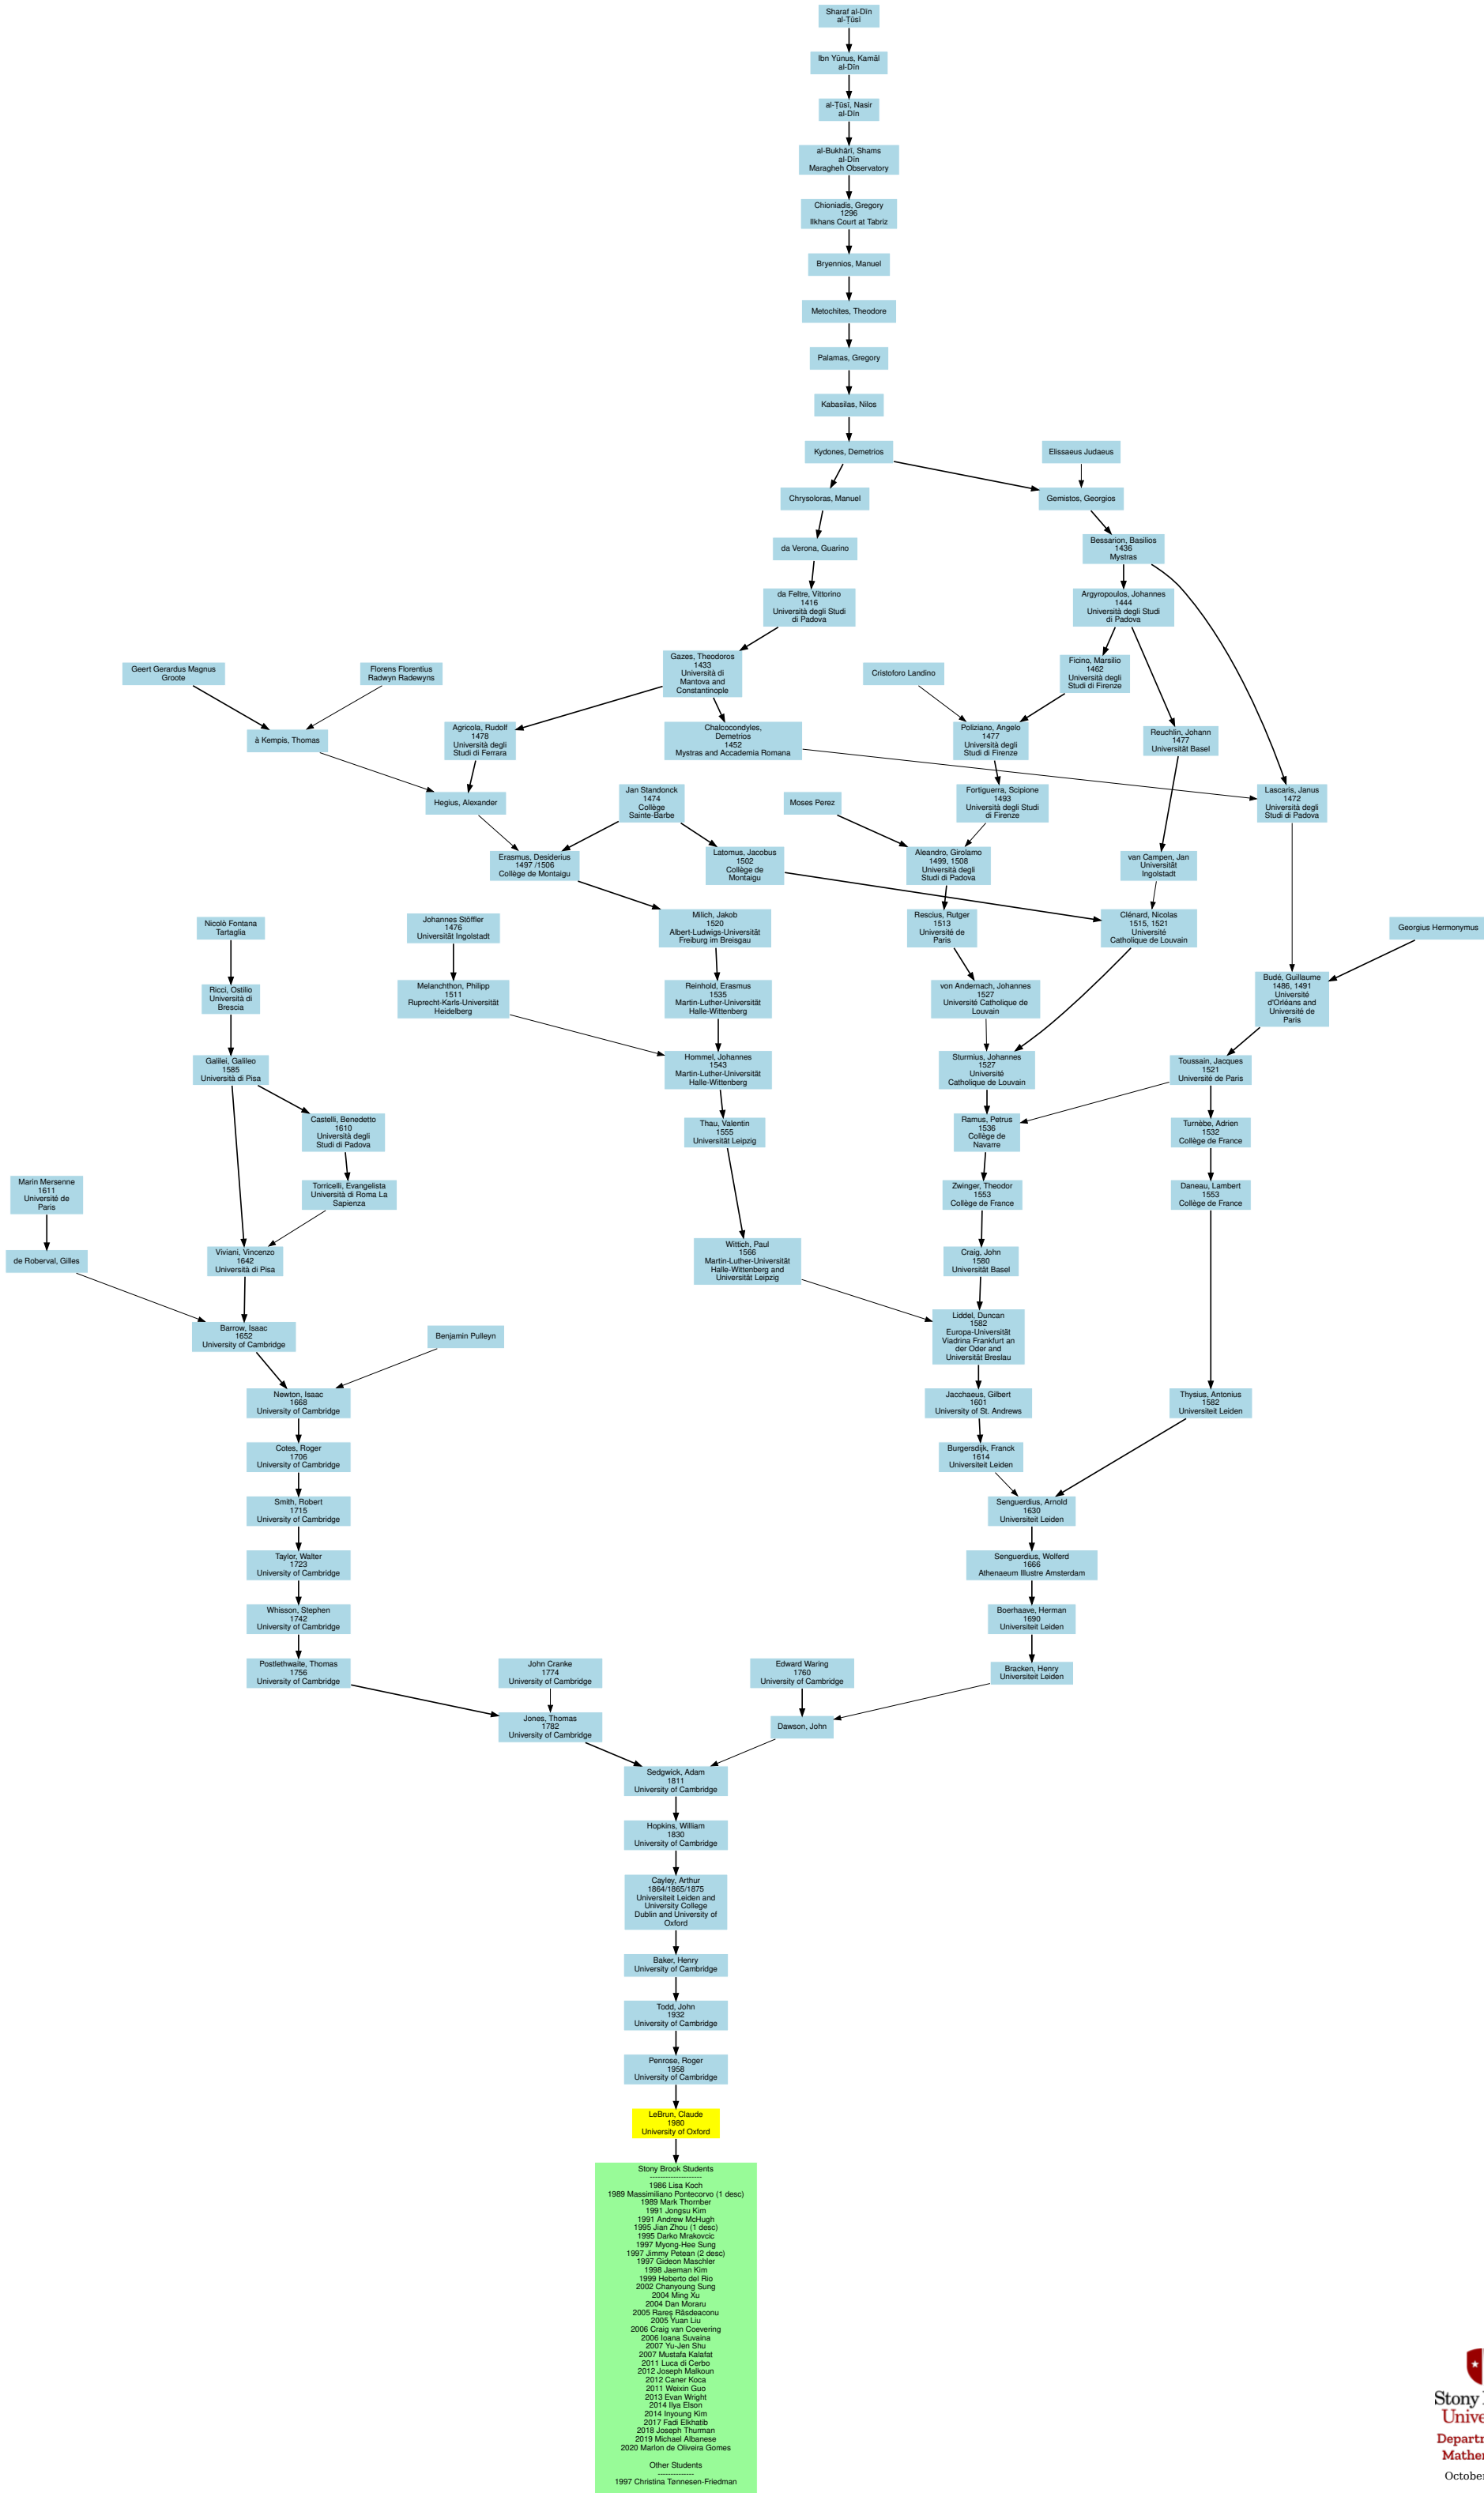 Sharaf al-Dīn
al-Ṭūsī
Ibn Yūnus, Kamāl
al-Dīn
al-Ṭūsī, Nasir
al-Dīn
al-Bukhārī, Shams
al-Dīn
Maragheh Observatory
Chioniadis, Gregory
1296
Ilkhans Court at Tabriz
Bryennios, Manuel
Metochites, Theodore
Palamas, Gregory
Kabasilas, Nilos
Kydones, Demetrios
Elissaeus Judaeus
Chrysoloras, Manuel
Gemistos, Georgios
da Verona, Guarino
Bessarion, Basilios
1436
Mystras
da Feltre, Vittorino
1416
Università degli Studi
di Padova
Argyropoulos, Johannes
1444
Università degli Studi
di Padova
Geert Gerardus Magnus
Groote
Florens Florentius
Radwyn Radewyns
Gazes, Theodoros
1433
Università di
Mantova and
Constantinople
Cristoforo Landino
Ficino, Marsilio
1462
Università degli
Studi di Firenze
à Kempis, Thomas
Agricola, Rudolf
1478
Università degli
Studi di Ferrara
Chalcocondyles,
Demetrios
1452
Mystras and Accademia Romana
Poliziano, Angelo
1477
Università degli
Studi di Firenze
Reuchlin, Johann
1477
Universität Basel
Hegius, Alexander
Jan Standonck
1474
Collège
Sainte-Barbe
Moses Perez
Fortiguerra, Scipione
1493
Università degli Studi
di Firenze
Lascaris, Janus
1472
Università degli
Studi di Padova
Erasmus, Desiderius
1497 /1506
Collège de Montaigu
Latomus, Jacobus
1502
Collège de
Montaigu
Aleandro, Girolamo
1499, 1508
Università degli
Studi di Padova
van Campen, Jan
Universität
Ingolstadt
Nicolò Fontana
Tartaglia
Johannes Stöffler
1476
Universität Ingolstadt
Milich, Jakob
1520
Albert-Ludwigs-Universität
Freiburg im Breisgau
Rescius, Rutger
1513
Université de
Paris
Clénard, Nicolas
1515, 1521
Université
Catholique de Louvain
Georgius Hermonymus
Ricci, Ostilio
Università di
Brescia
Melanchthon, Philipp
1511
Ruprecht-Karls-Universität
Heidelberg
Reinhold, Erasmus
1535
Martin-Luther-Universität
Halle-Wittenberg
von Andernach, Johannes
1527
Université Catholique de
Louvain
Budé, Guillaume
1486, 1491
Université
d'Orléans and
Université de
Paris
Galilei, Galileo
1585
Università di Pisa
Hommel, Johannes
1543
Martin-Luther-Universität
Halle-Wittenberg
Sturmius, Johannes
1527
Université
Catholique de Louvain
Toussain, Jacques
1521
Université de Paris
Castelli, Benedetto
1610
Università degli
Studi di Padova
Thau, Valentin
1555
Universität Leipzig
Ramus, Petrus
1536
Collège de
Navarre
Turnèbe, Adrien
1532
Collège de France
Marin Mersenne
1611
Université de
Paris
Torricelli, Evangelista
Università di Roma La
Sapienza
Zwinger, Theodor
1553
Collège de France
Daneau, Lambert
1553
Collège de France
de Roberval, Gilles
Viviani, Vincenzo
1642
Università di Pisa
Wittich, Paul
1566
Martin-Luther-Universität
Halle-Wittenberg and
Universität Leipzig
Craig, John
1580
Universität Basel
Barrow, Isaac
1652
University of Cambridge
Benjamin Pulleyn
Liddel, Duncan
1582
Europa-Universität
Viadrina Frankfurt an
der Oder and
Universität Breslau
Newton, Isaac
1668
University of Cambridge
Jacchaeus, Gilbert
1601
University of St. Andrews
Thysius, Antonius
1582
Universiteit Leiden
Cotes, Roger
1706
University of Cambridge
Burgersdijk, Franck
1614
Universiteit Leiden
Smith, Robert
1715
University of Cambridge
Senguerdius, Arnold
1630
Universiteit Leiden
Taylor, Walter
1723
University of Cambridge
Senguerdius, Wolferd
1666
Athenaeum Illustre Amsterdam
Whisson, Stephen
1742
University of Cambridge
Boerhaave, Herman
1690
Universiteit Leiden
Postlethwaite, Thomas
1756
University of Cambridge
John Cranke
1774
University of Cambridge
Edward Waring
1760
University of Cambridge
Bracken, Henry
Universiteit Leiden
Jones, Thomas
1782
University of Cambridge
Dawson, John
Sedgwick, Adam
1811
University of Cambridge
Hopkins, William
1830
University of Cambridge
Cayley, Arthur
1864/1865/1875
Universiteit Leiden and
University College
Dublin and University of
Oxford
Baker, Henry
University of Cambridge
Todd, John
1932
University of Cambridge
Penrose, Roger
1958
University of Cambridge
LeBrun, Claude
1980
University of Oxford
Stony Brook Students
--------------------
1986 Lisa Koch
1989 Massimiliano Pontecorvo (1 desc)
1989 Mark Thornber
1991 Jongsu Kim
1991 Andrew McHugh
1995 Jian Zhou (1 desc)
1995 Darko Mrakovcic
1997 Myong-Hee Sung
1997 Jimmy Petean (2 desc)
1997 Gideon Maschler
1998 Jaeman Kim
1999 Heberto del Rio
2002 Chanyoung Sung
2004 Ming Xu
2004 Dan Moraru
2005 Rareş Răsdeaconu
2005 Yuan Liu
2006 Craig van Coevering
2006 Ioana Suvaina
2007 Yu-Jen Shu
2007 Mustafa Kalafat
2011 Luca di Cerbo
2012 Joseph Malkoun
2012 Caner Koca
2011 Weixin Guo
2013 Evan Wright
2014 Ilya Elson
2014 Inyoung Kim
2017 Fadi Elkhatib
2018 Joseph Thurman
2019 Michael Albanese
2020 Marlon de Oliveira Gomes
Other Students
--------------
1997 Christina Tønnesen-Friedman
Stony
Unive
Departm
Mathe
October